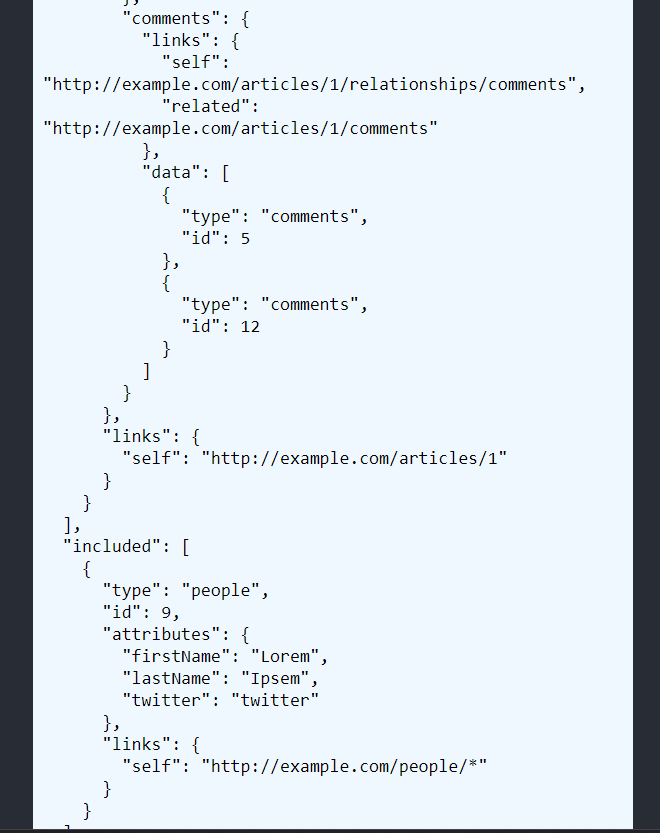 },
"comments": {
"links": {
"self":
"http://example.com/articles/1/relationships/comments",
"related":
"http://example.com/articles/1/comments"
},
"data": [
{
"type": "comments",
"id": 5
},
{
"type": "comments",
"id": 12
}
]
}
},
"links": {
"self": "http://example.com/articles/1"
}
}
],
"included": [
{
"type": "people",
"id": 9,
"attributes": {
"firstName": "Lorem",
"lastName": "Ipsem",
"twitter": "twitter"
},
"links": {
"self": "http://example.com/people/*"
}
}
]